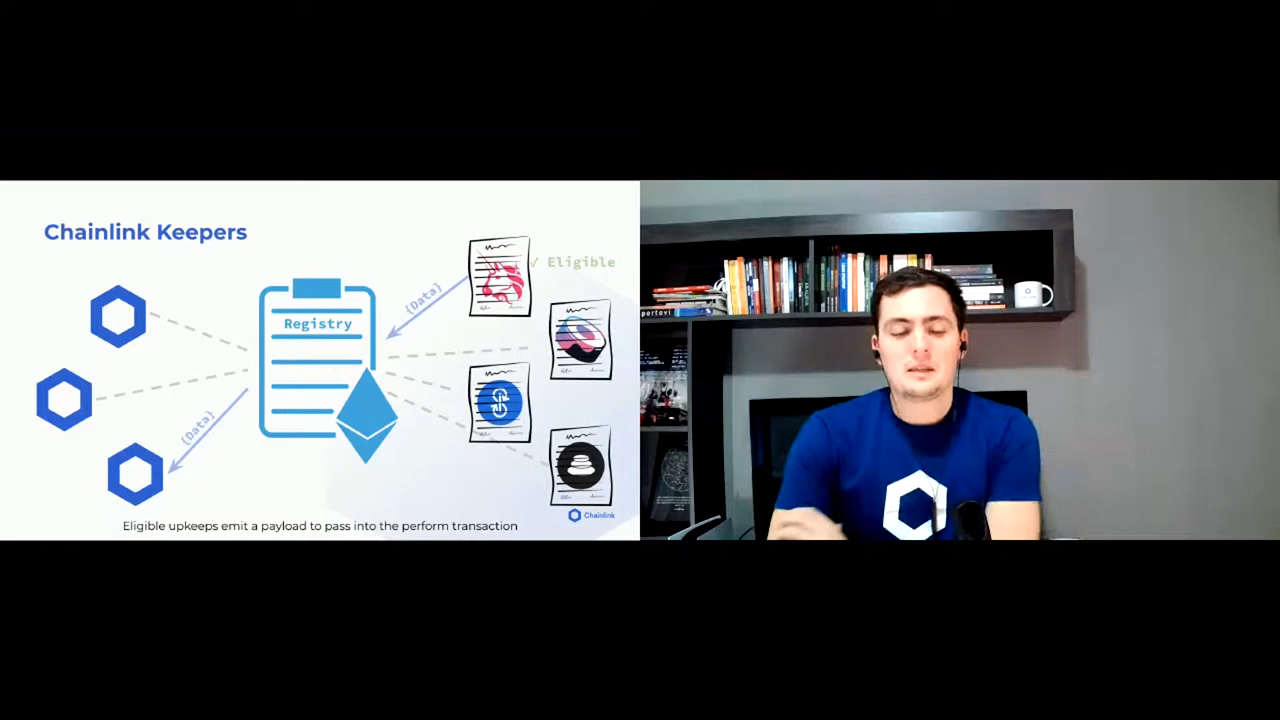 Chainlink Keepers
✓ Eligible
{Data}
Registry
{Data}
Chainlink
Eligible upkeeps emit a payload to pass into the perform transaction